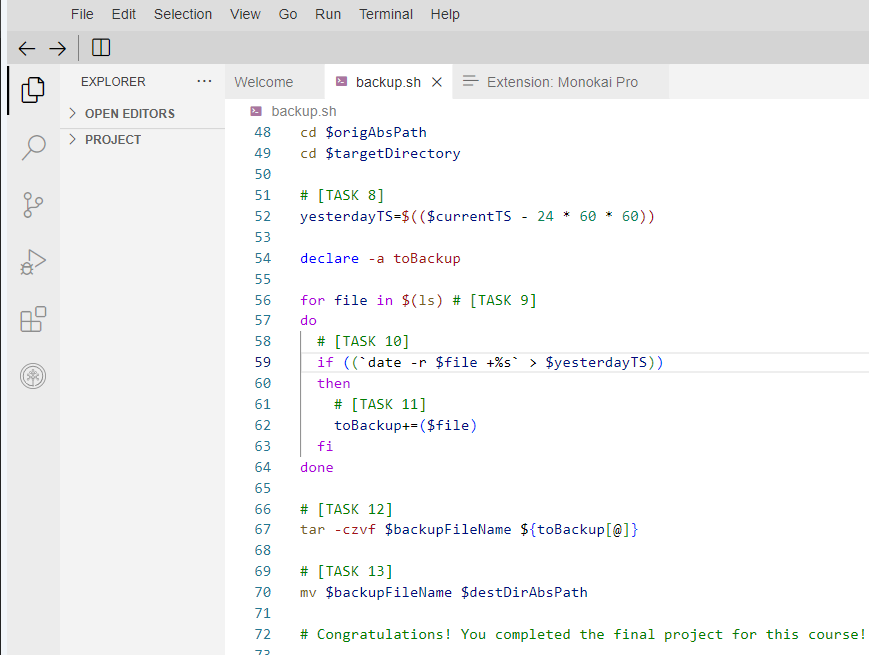 File Edit Selection View Go Run Terminal Help
EXPLORER ...
OPEN EDITORS
PROJECT
Welcome backup.sh Extension: Monokai Pro
backup.sh
48 cd $origAbsPath
49 cd $targetDirectory
50
51 # [TASK 8]
52 yesterdayTS=$(($currentTS - 24 * 60 * 60))
53
54 declare -a toBackup
55
56 for file in $(ls) # [TASK 9]
57 do
58 # [TASK 10]
59 if ((`date -r $file +%s` > $yesterdayTS))
60 then
61 # [TASK 11]
62 toBackup+=($file)
63 fi
64 done
65
66 # [TASK 12]
67 tar -czvf $backupFileName ${toBackup[@]}
68
69 # [TASK 13]
70 mv $backupFileName $destDirAbsPath
71
72 # Congratulations! You completed the final project for this course!
73